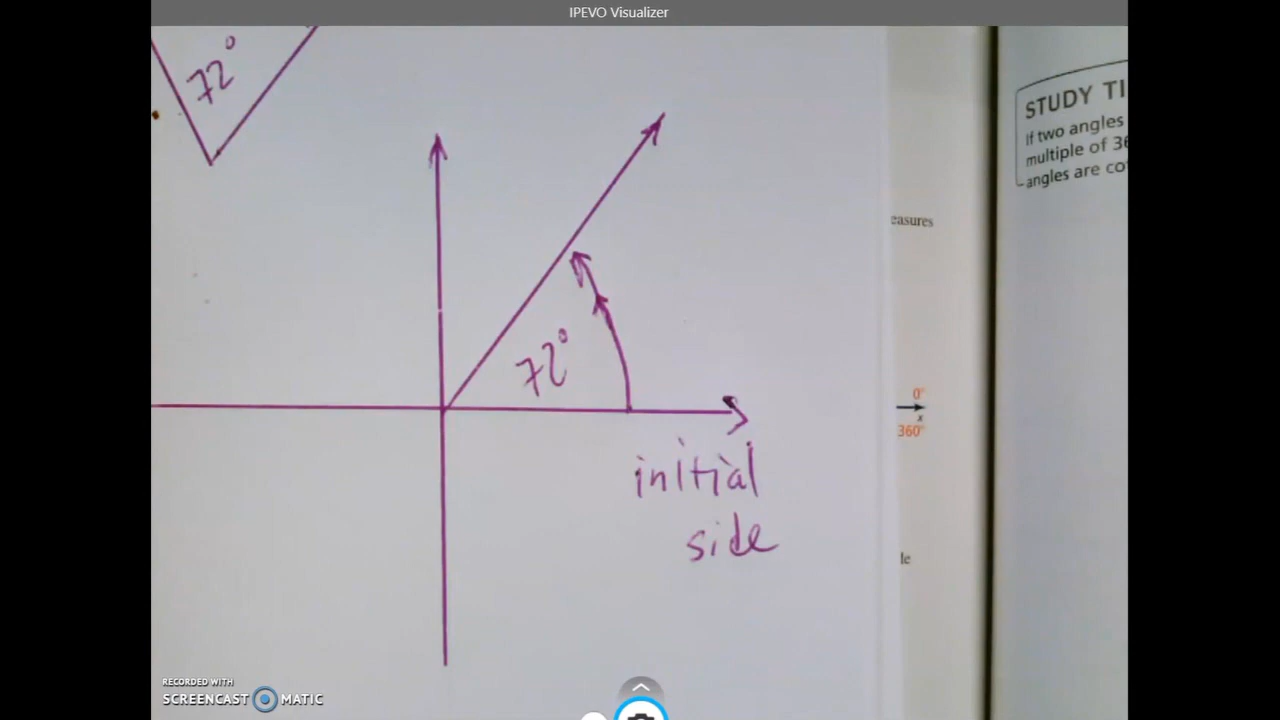 IPEVO Visualizer
72°
STUDY TI
If two angles
multiple of 36
angles are co
easures
72°
0°
x
360°
initial
side
le
RECORDED WITH
SCREENCAST MATIC